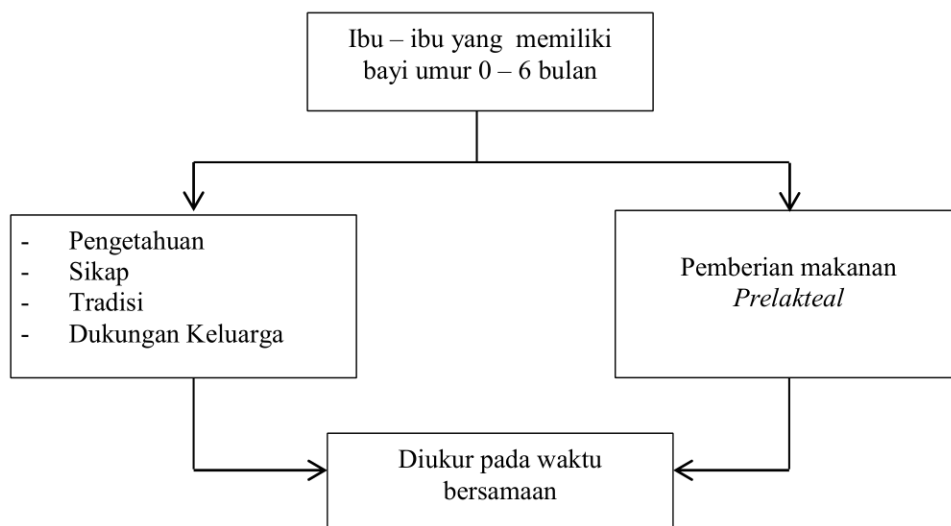 Ibu – ibu yang memiliki
bayi umur 0 – 6 bulan
- Pengetahuan
- Sikap
- Tradisi
- Dukungan Keluarga
Pemberian makanan
Prelakteal
Diukur pada waktu
bersamaan